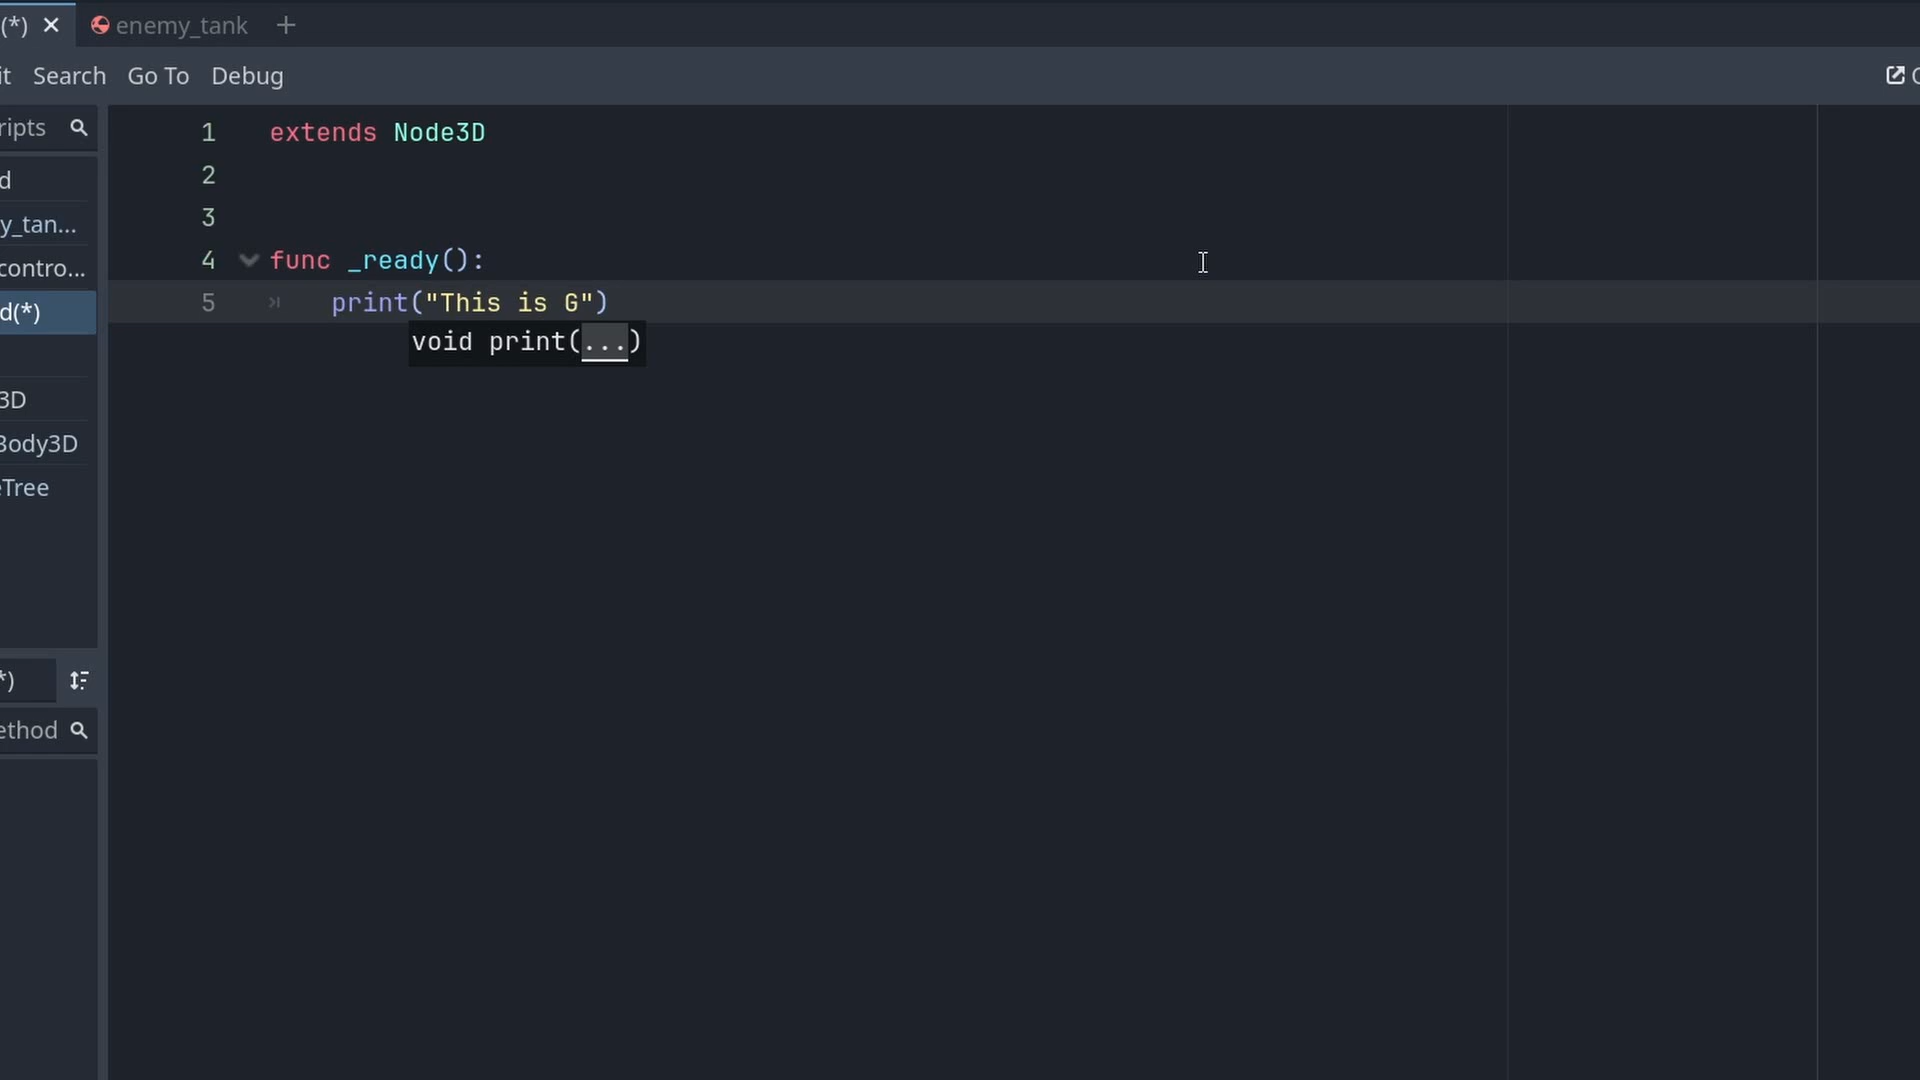 (*) × enemy_tank +
it Search Go To Debug
ripts
d
y_tan...
contro...
d(*)
3D
Body3D
eTree
*)
ethod
1 extends Node3D
2
3
4 func _ready():
5 print("This is G")
void print(...)